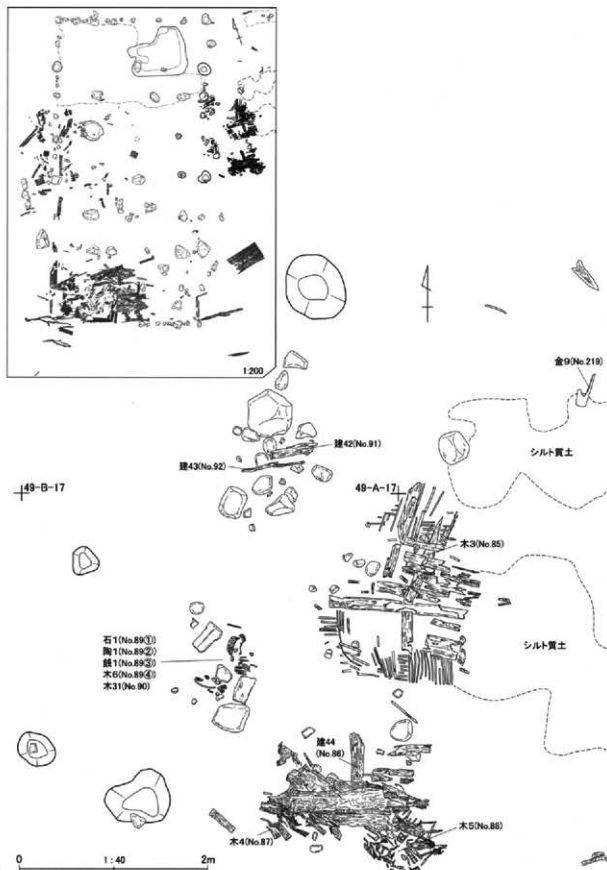 1:200
金9(No.219)
シルト質土
建42(No.91)
建43(No.92)
49-B-17
49-A-17
木3(No.85)
石1(No.89①)
陶1(No.89②)
銭1(No.89③)
木6(No.89④)
木31(No.90)
シルト質土
建44
(No.86)
木5(No.88)
木4(No.87)
0 1:40 2m